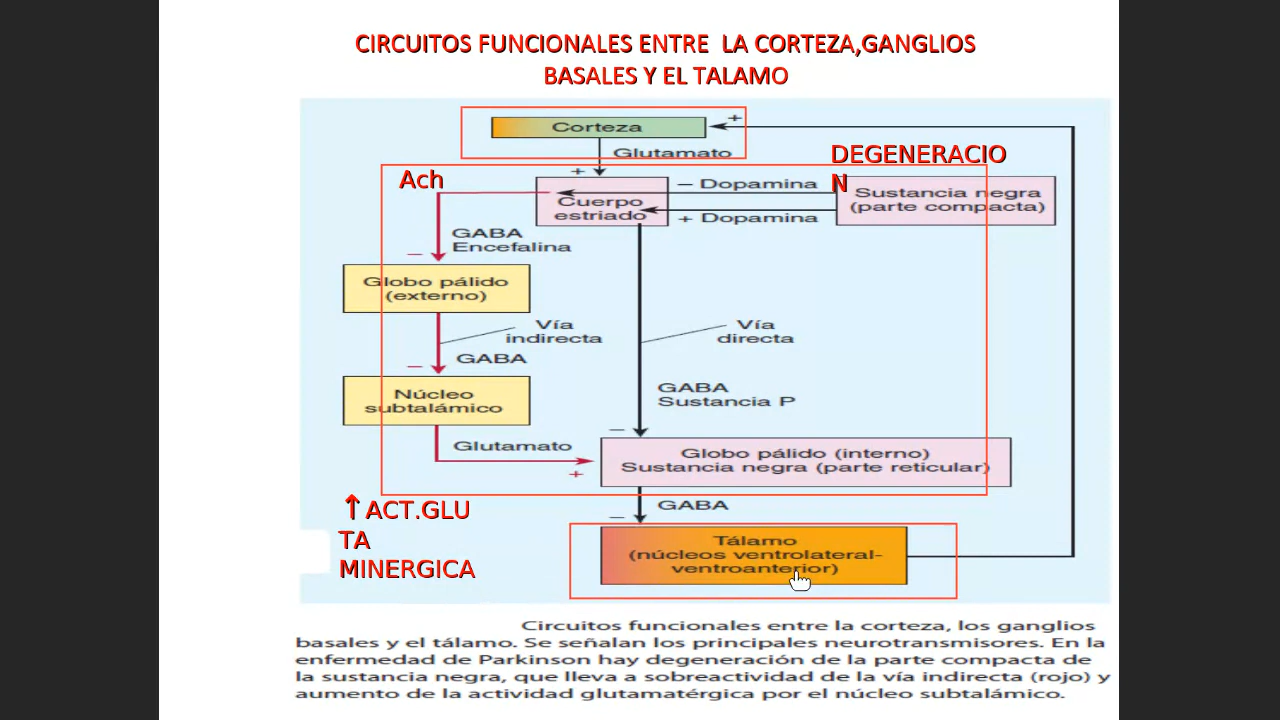 CIRCUITOS FUNCIONALES ENTRE LA CORTEZA,GANGLIOS
BASALES Y EL TALAMO
Corteza
+
Glutamato
DEGENERACIO
N
+
Ach
– Dopamina
Sustancia negra
(parte compacta)
Cuerpo
estriado
+ Dopamina
GABA
Encefalina
–
Globo pálido
(externo)
Vía
indirecta
Vía
directa
GABA
–
GABA
Sustancia P
Núcleo
subtalámico
–
Glutamato
+
Globo pálido (interno)
Sustancia negra (parte reticular)
GABA
–
↑ACT.GLU
TA
MINERGICA
Tálamo
(núcleos ventrolateral-
ventroanterior)
Circuitos funcionales entre la corteza, los ganglios
basales y el tálamo. Se señalan los principales neurotransmisores. En la
enfermedad de Parkinson hay degeneración de la parte compacta de
la sustancia negra, que lleva a sobreactividad de la vía indirecta (rojo) y
aumento de la actividad glutamatérgica por el núcleo subtalámico.